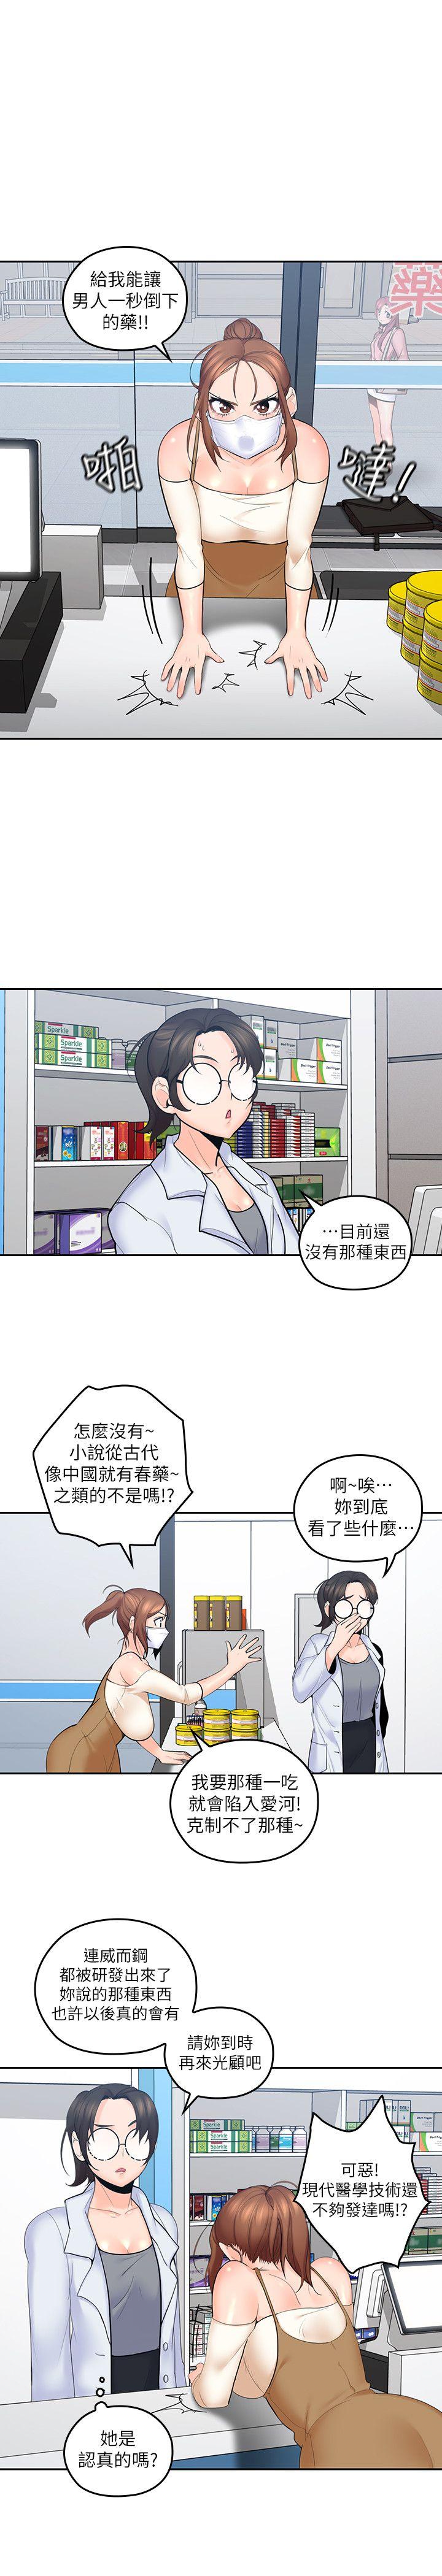 藥
給我能讓
男人一秒倒下
的藥!!
啪
噠!
Sparkle
Sparkle
Sparkle
Sparkle
…目前還
沒有那種東西
怎麼沒有~
小說從古代
像中國就有春藥~
之類的不是嗎!?
啊~唉…
妳到底
看了些什麼…
我要那種一吃
就會陷入愛河!
克制不了那種~
連威而鋼
都被研發出來了
妳說的那種東西
也許以後真的會有
請妳到時
再來光顧吧
可惡!
現代醫學技術還
不夠發達嗎!?
她是
認真的嗎?